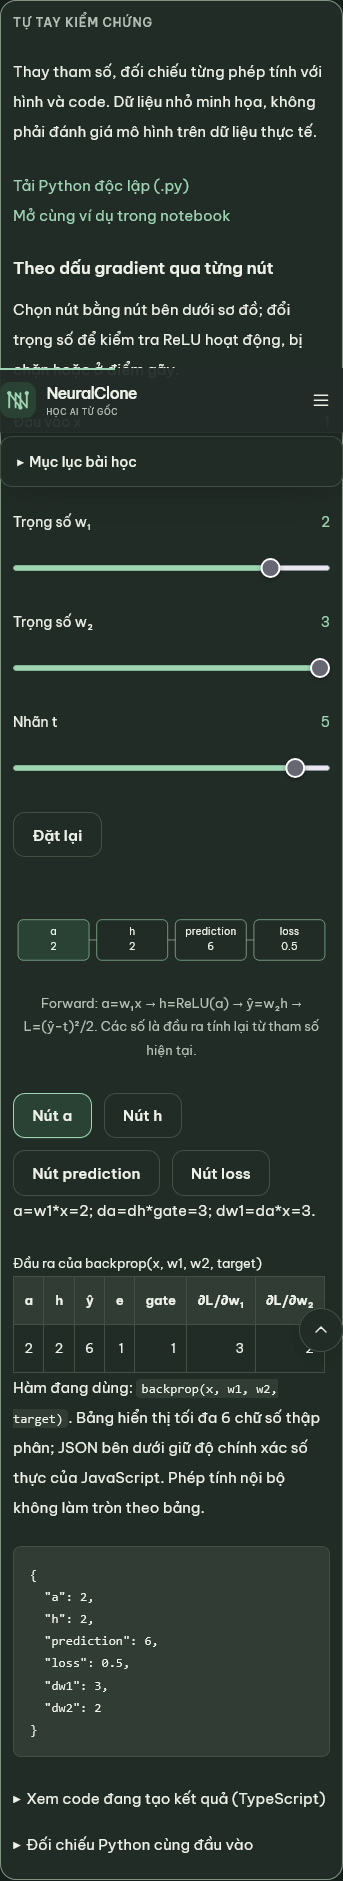 TỰ TAY KIỂM CHỨNG
Thay tham số, đối chiếu từng phép tính với
hình và code. Dữ liệu nhỏ minh họa, không
phải đánh giá mô hình trên dữ liệu thực tế.
Tải Python độc lập (.py)
Mở cùng ví dụ trong notebook
Theo dấu gradient qua từng nút
Chọn nút bằng nút bên dưới sơ đồ; đổi
trọng số để kiểm tra ReLU hoạt động, bị
chặn hoặc ở điểm gãy.
NeuralClone
HỌC AI TỪ GỐC
Đầu vào x 1
▸ Mục lục bài học
Trọng số w₁ 2
Trọng số w₂ 3
Nhãn t 5
Đặt lại
a h prediction loss
2 2 6 0.5
Forward: a=w₁x → h=ReLU(a) → ŷ=w₂h →
L=(ŷ−t)²/2. Các số là đầu ra tính lại từ tham số
hiện tại.
Nút a Nút h
Nút prediction Nút loss
a=w1*x=2; da=dh*gate=3; dw1=da*x=3.
Đầu ra của backprop(x, w1, w2, target)
a h ŷ e gate ∂L/∂w₁ ∂L/∂w₂
2 2 6 1 1 3 2
Hàm đang dùng: backprop(x, w1, w2,
target). Bảng hiển thị tối đa 6 chữ số thập
phân; JSON bên dưới giữ độ chính xác số
thực của JavaScript. Phép tính nội bộ
không làm tròn theo bảng.
{
"a": 2,
"h": 2,
"prediction": 6,
"loss": 0.5,
"dw1": 3,
"dw2": 2
}
▸ Xem code đang tạo kết quả (TypeScript)
▸ Đối chiếu Python cùng đầu vào